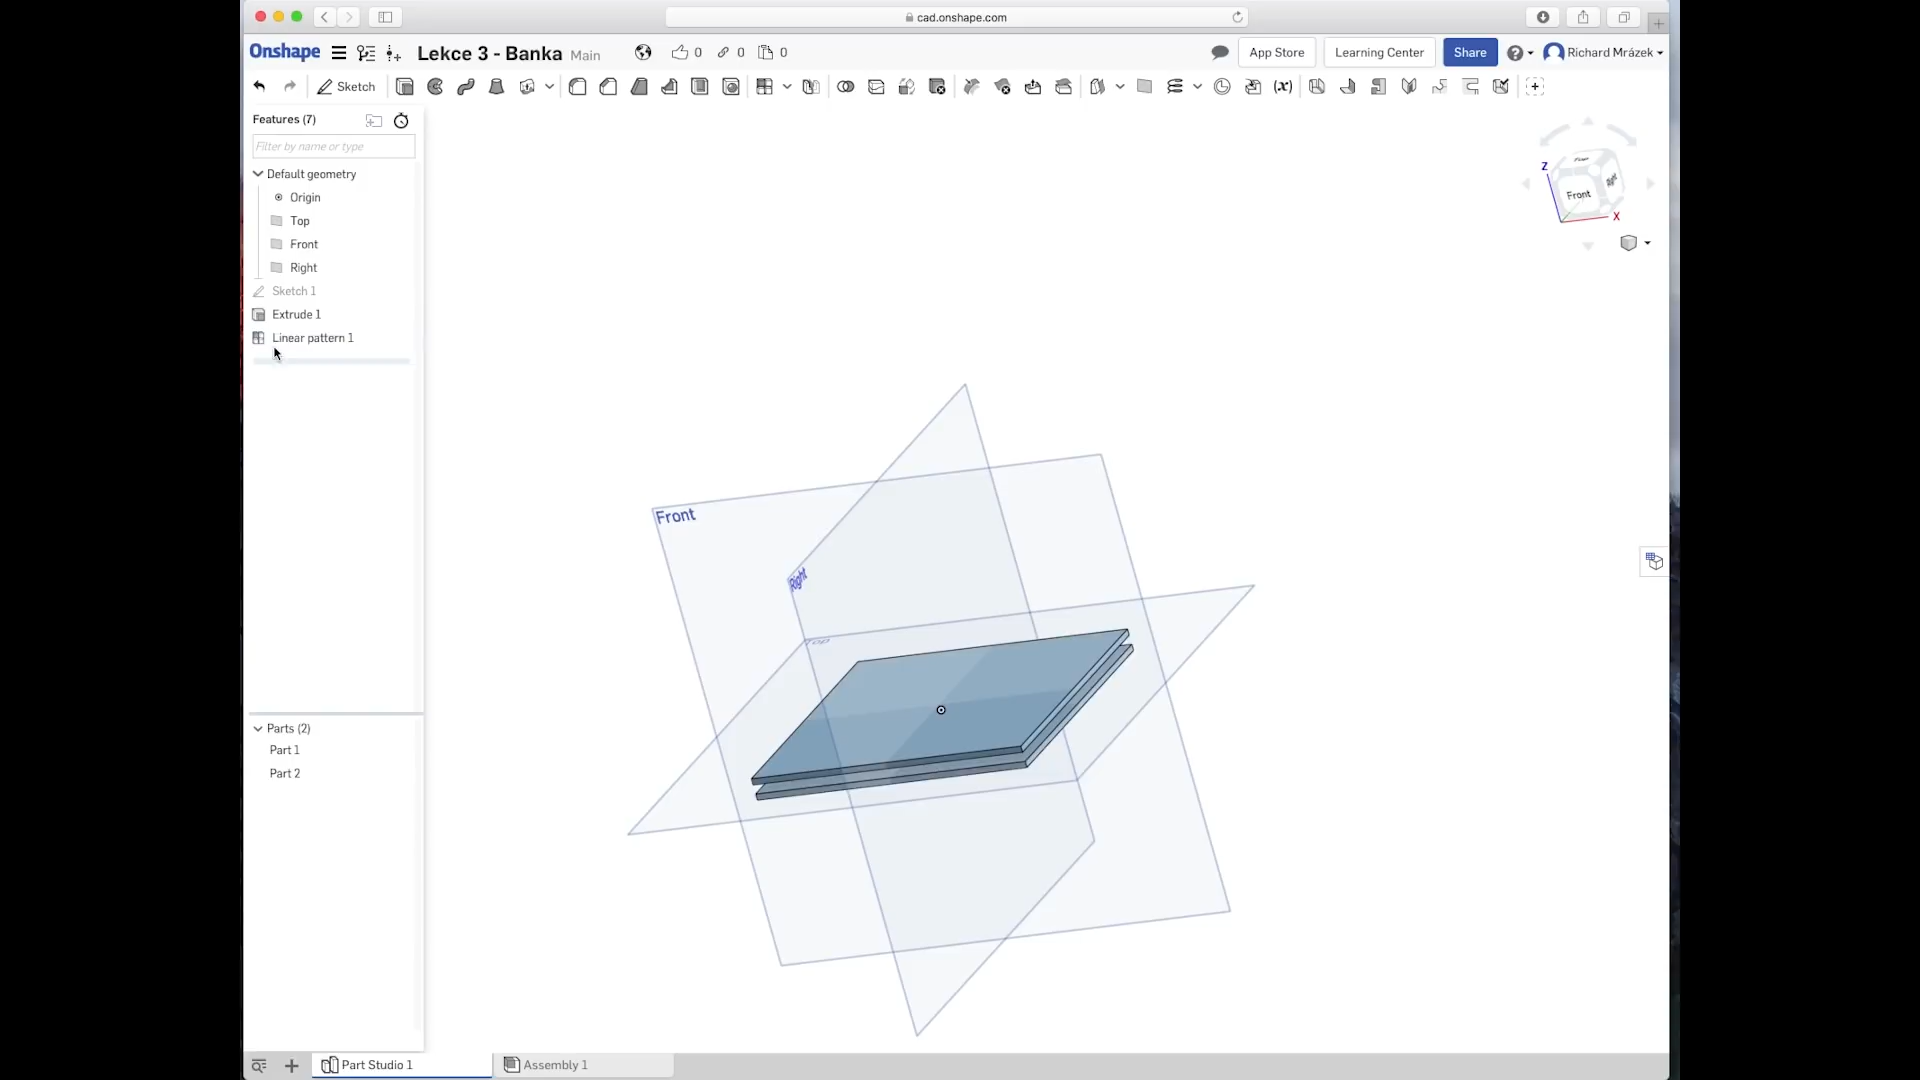 cad.onshape.com
Onshape Lekce 3 - Banka Main 0 0 0 App Store Learning Center Share Richard Mrázek
Sketch (x)
Features (7)
Filter by name or type
Default geometry
Origin
Top
Front
Right
Sketch 1
Extrude 1
Linear pattern 1
Z
Front
Right
X
Front
Right
Top
Parts (2)
Part 1
Part 2
Part Studio 1 Assembly 1